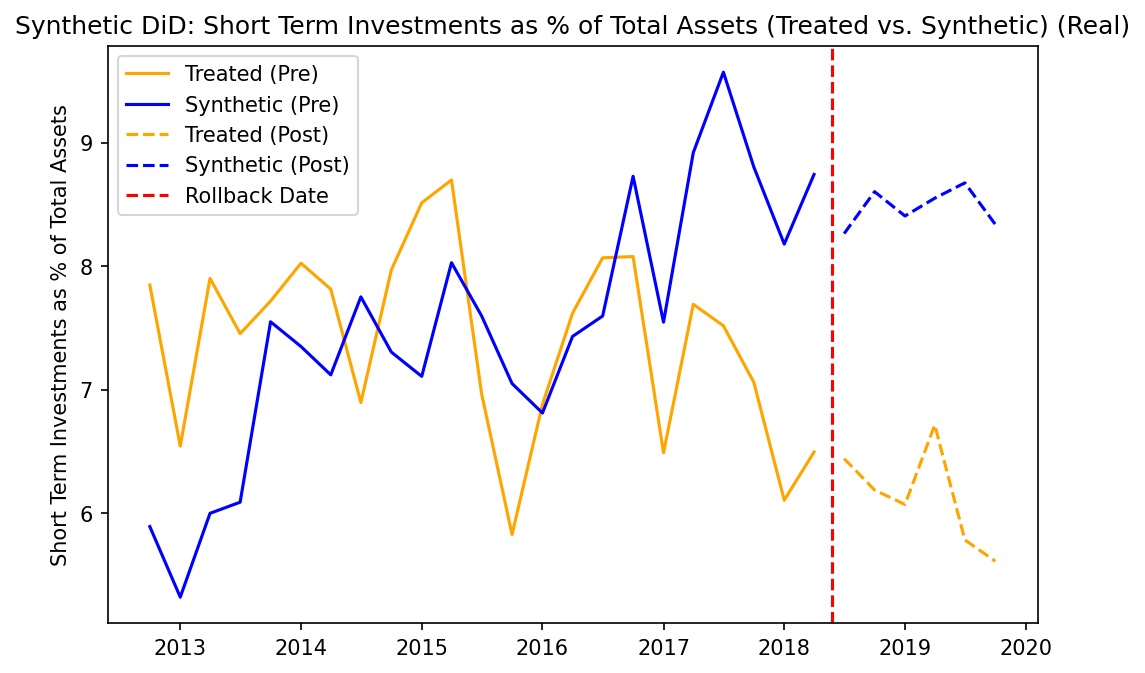 Synthetic DiD: Short Term Investments as % of Total Assets (Treated vs. Synthetic) (Real)
Treated (Pre)
Synthetic (Pre)
Treated (Post)
Synthetic (Post)
Rollback Date
Short Term Investments as % of Total Assets
9
8
7
6
2013 2014 2015 2016 2017 2018 2019 2020